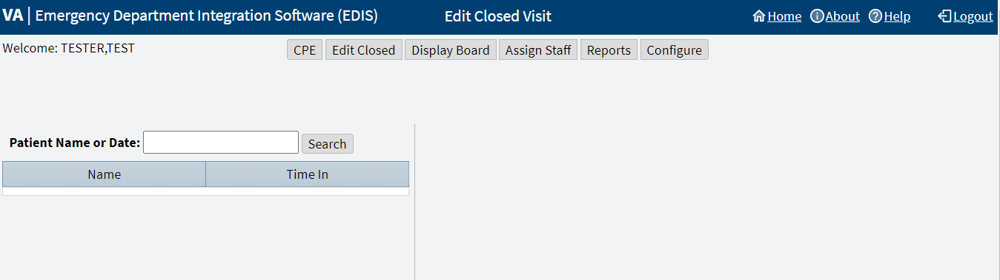 VA | Emergency Department Integration Software (EDIS) Edit Closed Visit Home About Help Logout
Welcome: TESTER,TEST CPE Edit Closed Display Board Assign Staff Reports Configure
Patient Name or Date: Search
Name Time In